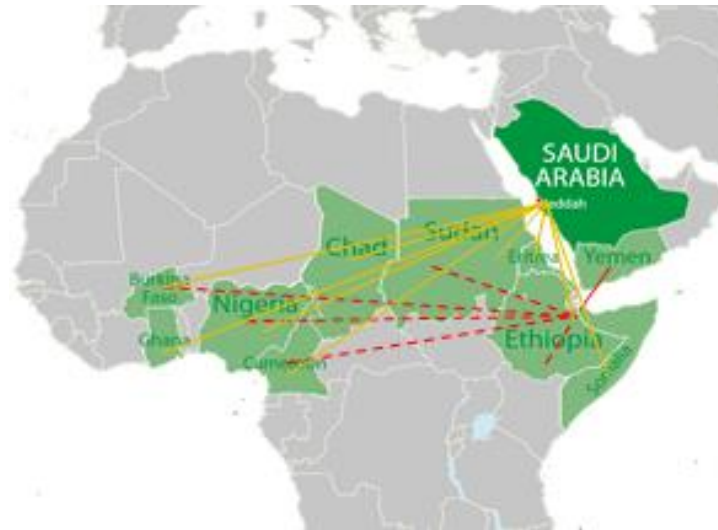 SAUDI
ARABIA
Jeddah
Chad
Sudan
Eritrea
Yemen
Burkina
Faso
Nigeria
Ghana
Ethiopia
Cameroon
Somalia